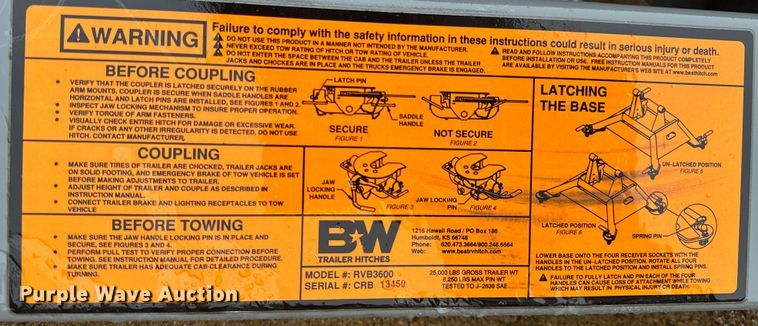 WARNING
Failure to comply with the safety information in these instructions could result in serious injury or death.
DO NOT USE THIS PRODUCT IN A MANNER NOT INTENDED BY THE MANUFACTURER.
NEVER EXCEED TOW RATING OF HITCH OR TOW RATING OF VEHICLE.
DO NOT ENTER THE SPACE BETWEEN THE CAB AND THE TRAILER UNLESS THE TRAILER
JACKS AND CHOCKES ARE IN PLACE AND THE TRUCKS EMERGENCY BRAKE IS ENGAGED.
READ AND FOLLOW INSTRUCTIONS ACCOMPANYING THIS PRODUCT COMPLETELY
BEFORE INSTALLATION OR USE. FREE INSTRUCTION MANUALS FOR THIS PRODUCT
ARE AVAILABLE BY VISITING THE MANUFACTURER'S WEB SITE AT www.besthitch.com
BEFORE COUPLING
• VERIFY THAT THE COUPLER IS LATCHED SECURELY ON THE RUBBER
ARM MOUNTS. COUPLER IS SECURE WHEN SADDLE HANDLES ARE
HORIZONTAL AND LATCH PINS ARE INSTALLED, SEE FIGURES 1 AND 2.
• INSPECT JAW LOCKING MECHANISM TO INSURE PROPER OPERATION.
• VERIFY TORQUE OF ARM FASTENERS.
• VISUALLY CHECK ENTIRE HITCH FOR DAMAGE OR EXCESSIVE WEAR.
IF CRACKS OR ANY OTHER IRREGULARITY IS DETECTED, DO NOT USE
HITCH. CONTACT MANUFACTURER.
LATCH PIN
SADDLE
HANDLE
SECURE
FIGURE 1
NOT SECURE
FIGURE 2
LATCHING
THE BASE
UN-LATCHED POSITION
FIGURE 5
COUPLING
• MAKE SURE TIRES OF TRAILER ARE CHOCKED, TRAILER JACKS ARE
ON SOLID FOOTING, AND EMERGENCY BRAKE OF TOW VEHICLE IS SET
BEFORE MAKING ADJUSTMENTS TO TRAILER.
• ADJUST HEIGHT OF TRAILER AND COUPLE AS DESCRIBED IN
INSTRUCTION MANUAL.
• CONNECT TRAILER BRAKE AND LIGHTING RECEPTACLES TO TOW
VEHICLE
JAW
LOCKING
HANDLE
FIGURE 3
JAW
LOCKING
PIN
FIGURE 4
LATCHED POSITION
FIGURE 6
SPRING PIN
BEFORE TOWING
• MAKE SURE THE JAW HANDLE LOCKING PIN IS IN PLACE AND
SECURE, SEE FIGURES 3 AND 4.
• PERFORM PULL TEST TO VERIFY PROPER CONNECTION BEFORE
TOWING. SEE INSTRUCTION MANUAL FOR DETAILED PROCEDURE.
• MAKE SURE TRAILER HAS ADEQUATE CAB CLEARANCE DURING
TURNING.
B&W
TRAILER HITCHES
1216 Hawaii Road / PO Box 186
Humboldt, KS 66748
Phone: 620.473.3664/800.248.6564
Web: www.bestrvhitch.com
MODEL #: RVB3600
SERIAL #: CRB 13450
25,000 LBS GROSS TRAILER WT
6,250 LBS MAX PIN WT
TESTED TO J-2638 SAE
LOWER BASE ONTO THE FOUR RECEIVER SOCKETS WITH THE
HANDLES IN THE UN-LATCHED POSITION. ROTATE ALL FOUR
HANDLES TO LATCHED POSITION AND INSTALL SPRING PINS.
FAILURE TO FULLY LATCH AND PIN EACH OF THE FOUR
HANDLES CAN CAUSE LOSS OF ATTACHMENT WHILE TOWING
WHICH MAY RESULT IN PHYSICAL INJURY OR DEATH.
Purple Wave Auction